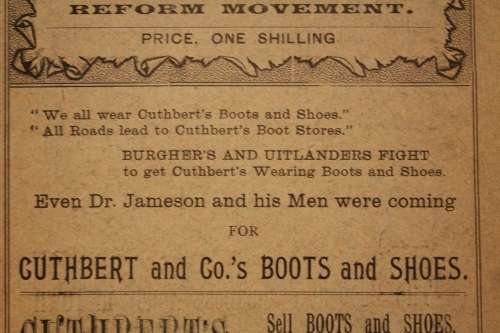 REFORM MOVEMENT.
PRICE, ONE SHILLING
"We all wear Cuthbert's Boots and Shoes."
"All Roads lead to Cuthbert's Boot Stores."
BURGHER'S AND UITLANDERS FIGHT
to get Cuthbert's Wearing Boots and Shoes.
Even Dr. Jameson and his Men were coming
FOR
CUTHBERT and Co.'s BOOTS and SHOES.
CUTHBERT'S Sell BOOTS and SHOES